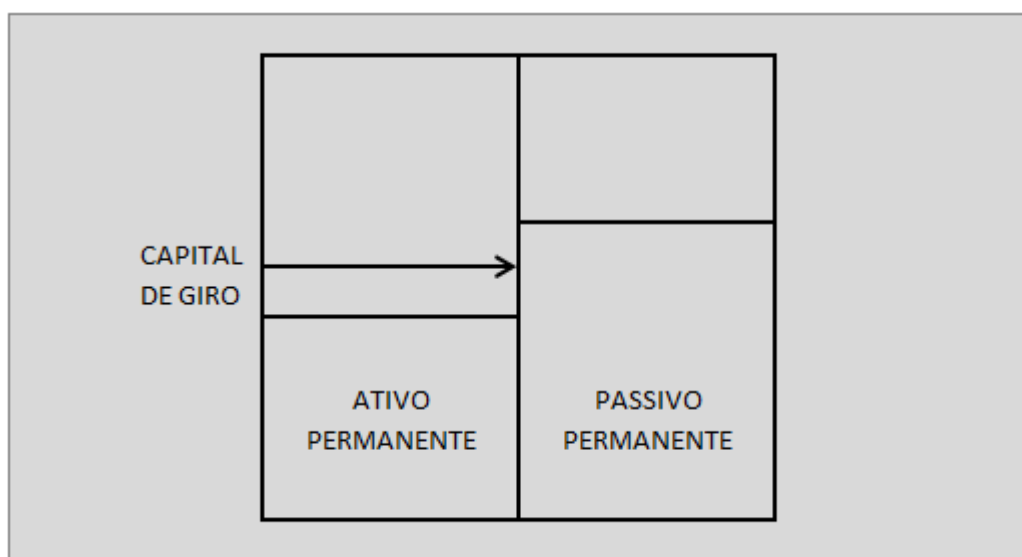 CAPITAL
DE GIRO
ATIVO
PERMANENTE
PASSIVO
PERMANENTE